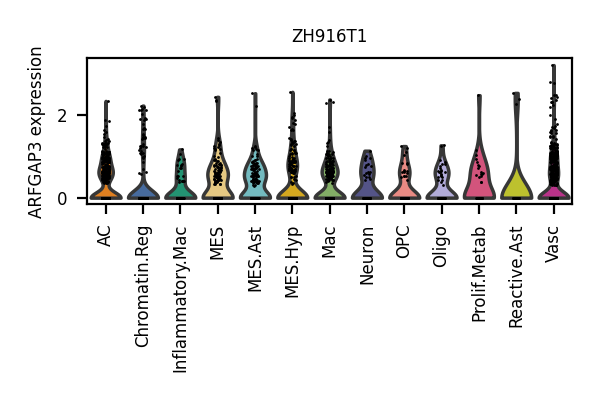 ZH916T1
ARFGAP3 expression
2
0
AC
Chromatin.Reg
Inflammatory.Mac
MES
MES.Ast
MES.Hyp
Mac
Neuron
OPC
Oligo
Prolif.Metab
Reactive.Ast
Vasc